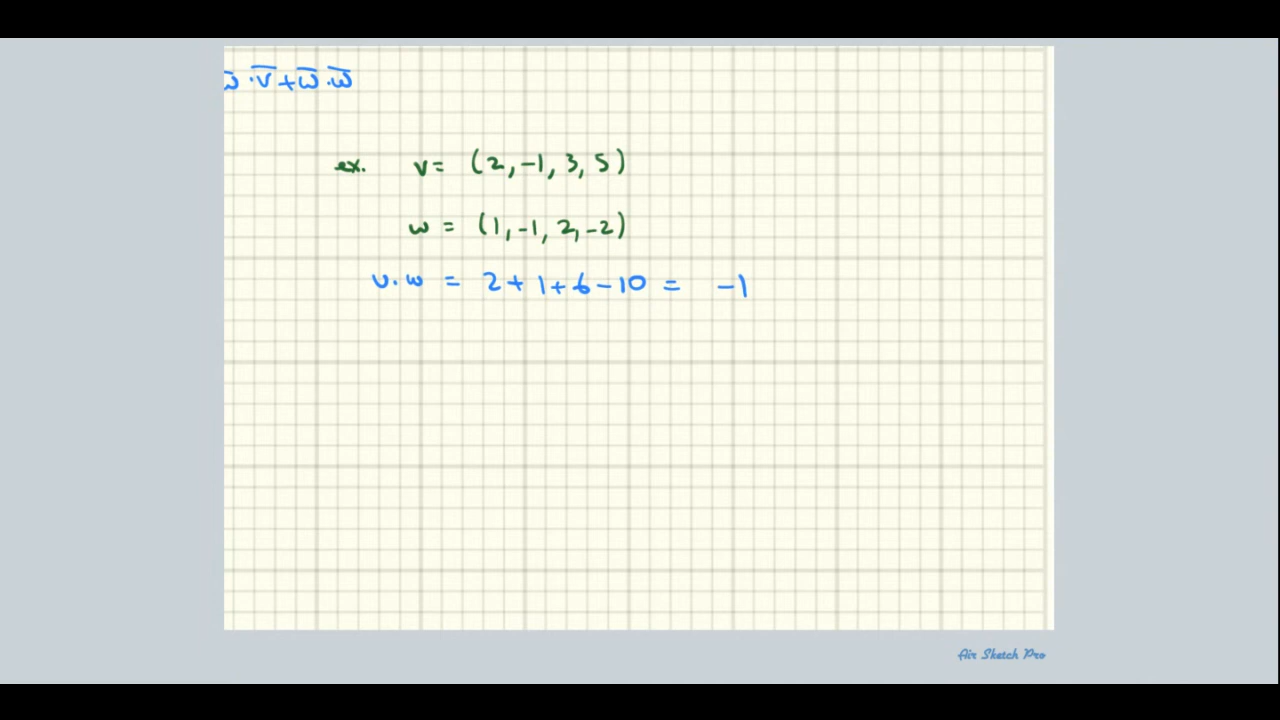 w̅ · v̅ + w̅ · w̅
ex. v = (2, -1, 3, 5)
w = (1, -1, 2, -2)
v . w = 2 + 1 + 6 - 10 = -1
Air Sketch Pro